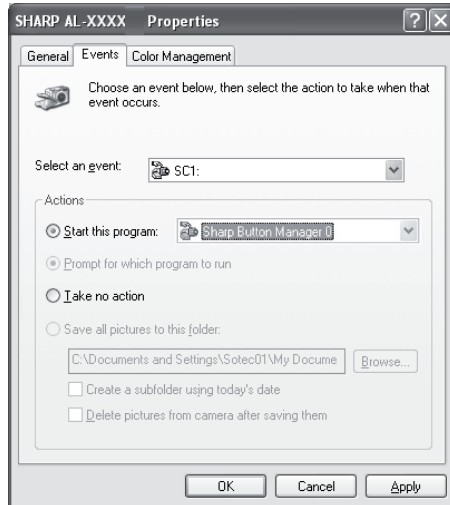 SHARP AL-XXXX Properties
General Events Color Management
Choose an event below, then select the action to take when that
event occurs.
Select an event: SC1:
Actions
Start this program: Sharp Button Manager 0
Prompt for which program to run
Take no action
Save all pictures to this folder:
C:\Documents and Settings\Sotec01\My Docume Browse...
Create a subfolder using today's date
Delete pictures from camera after saving them
OK Cancel Apply